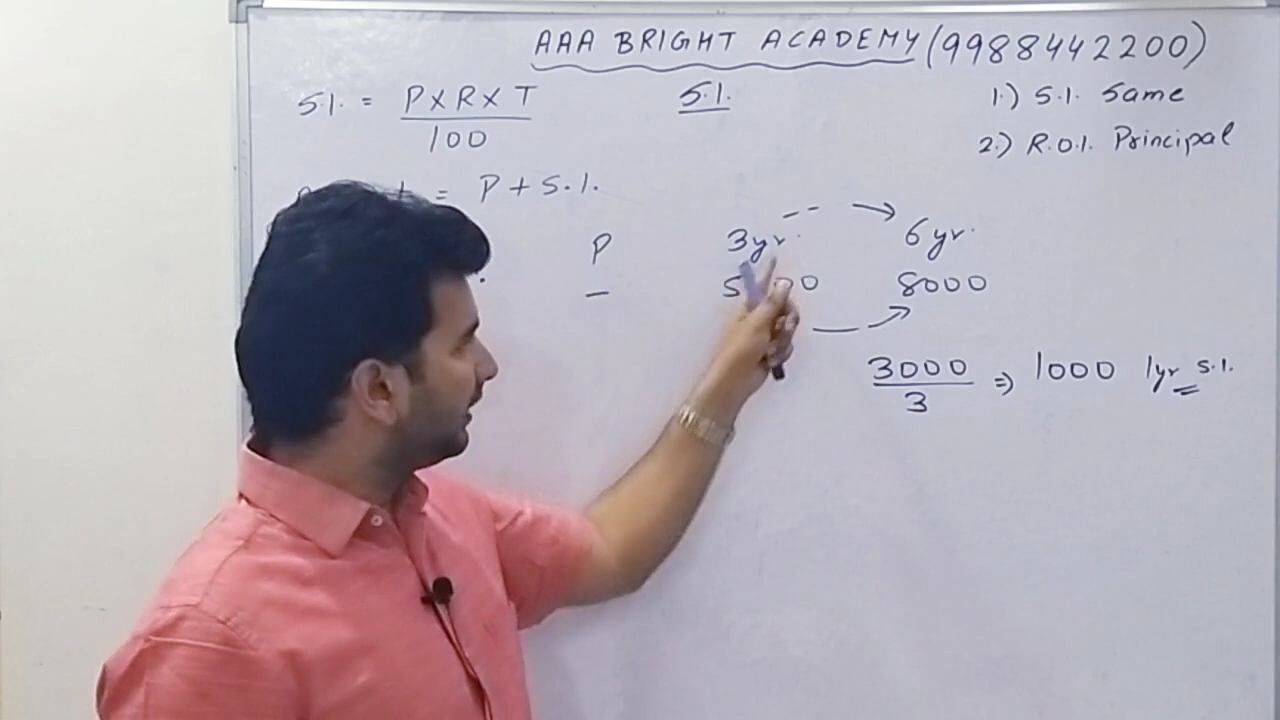 AAA BRIGHT ACADEMY (9988442200)
S.I. = P×R×T
100
S.I.
1.) S.I. Same
2.) R.O.I. Principal
= P + S.I.
P
3yr.
6yr.
8000
3000
3
⇒ 1000 1yr S.I.